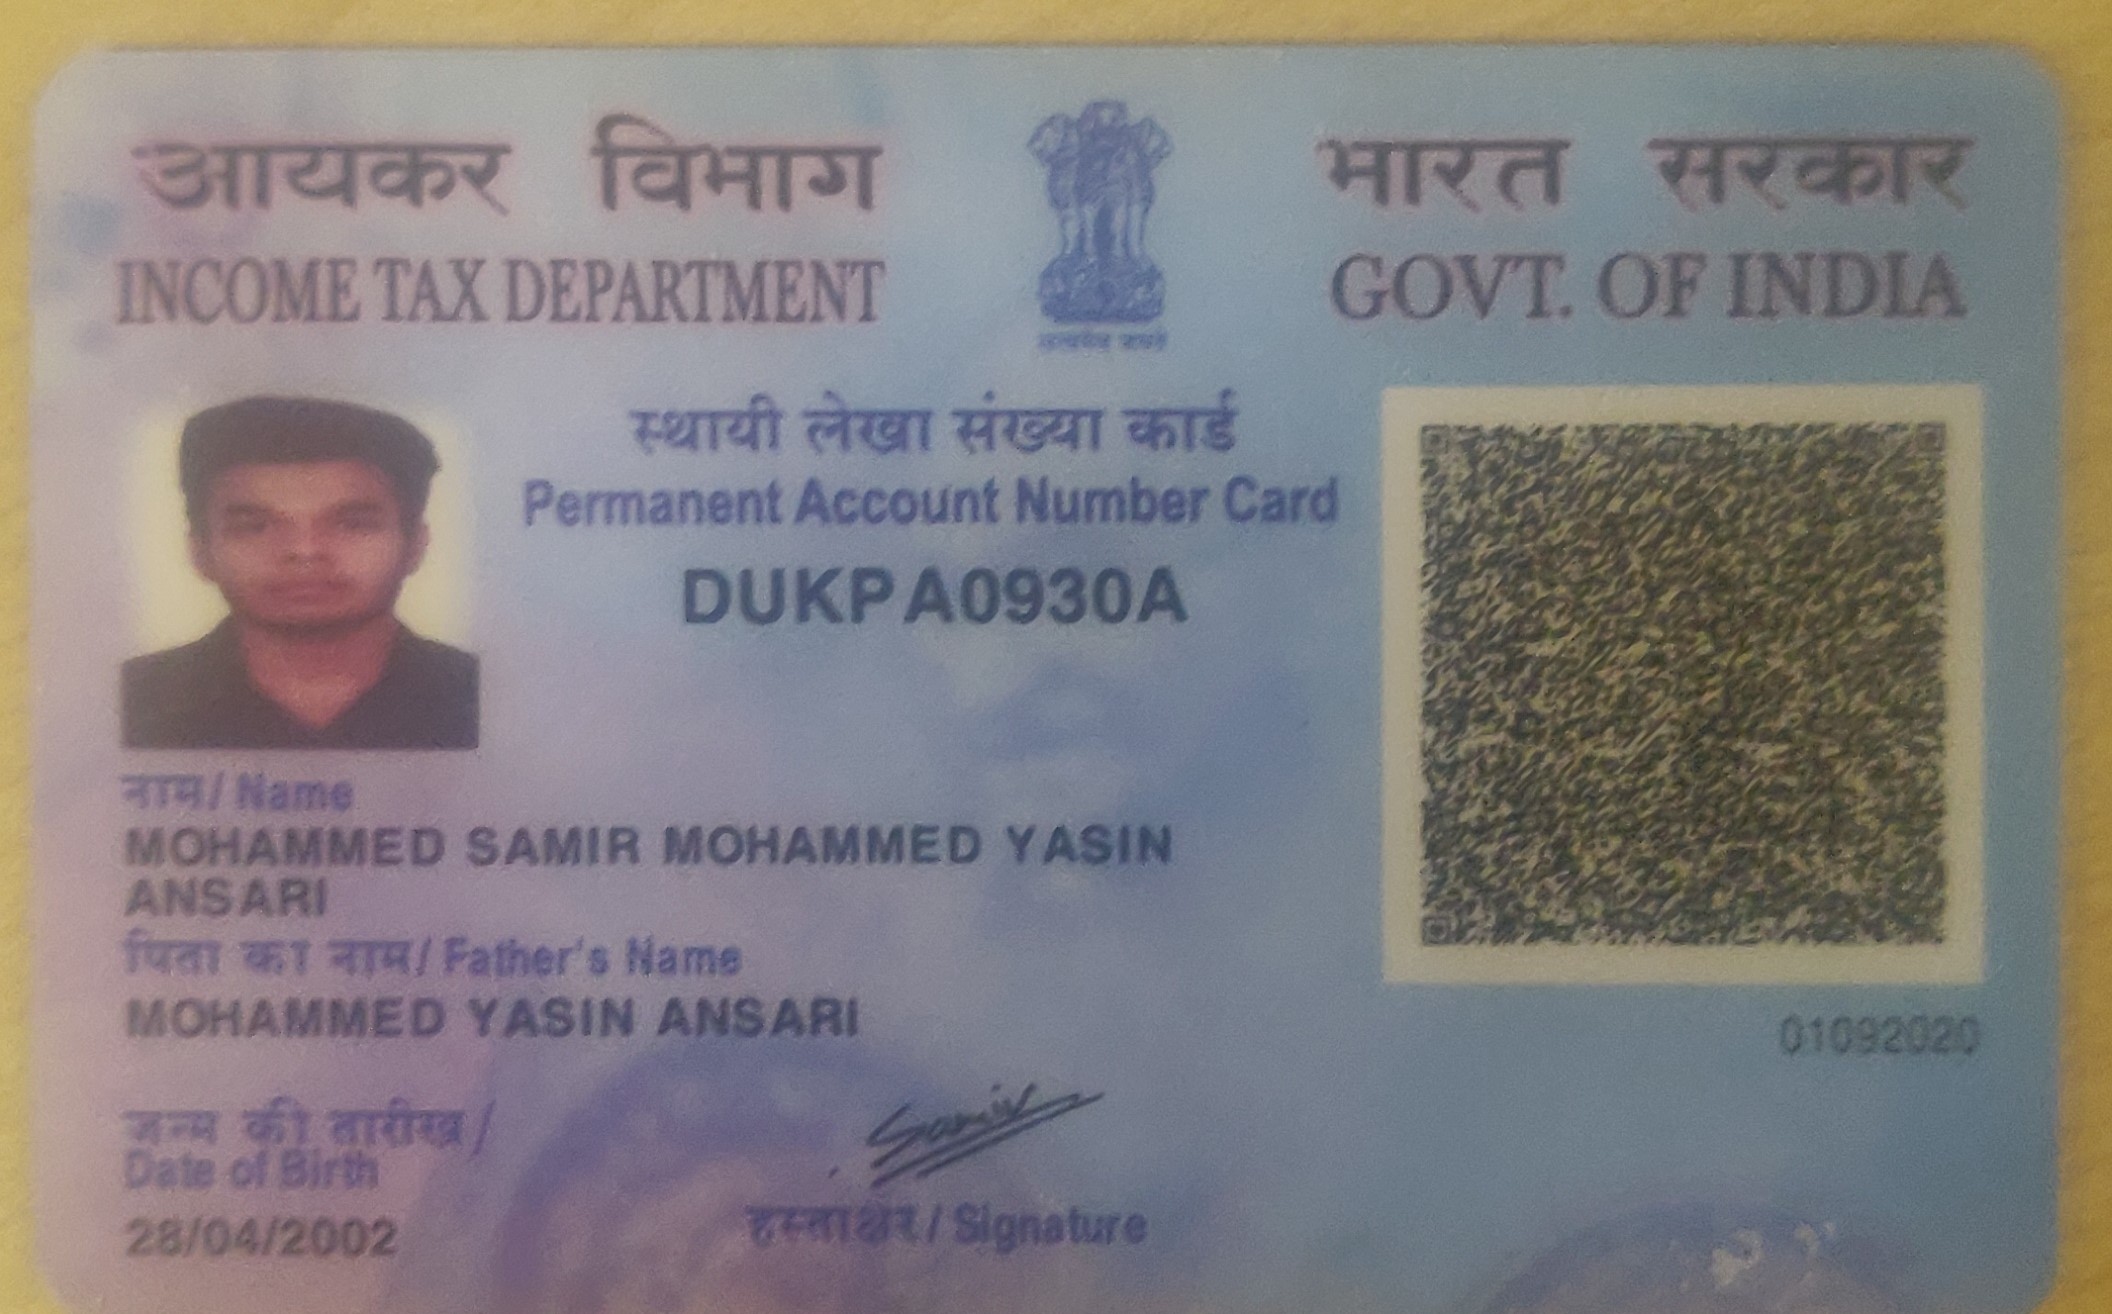 आयकर विभाग
INCOME TAX DEPARTMENT
भारत सरकार
GOVT. OF INDIA
सत्यमेव जयते
स्थायी लेखा संख्या कार्ड
Permanent Account Number Card
DUKPA0930A
नाम / Name
MOHAMMED SAMIR MOHAMMED YASIN
ANSARI
पिता का नाम / Father's Name
MOHAMMED YASIN ANSARI
01092020
जन्म की तारीख /
Date of Birth
28/04/2002
Samir
हस्ताक्षर / Signature